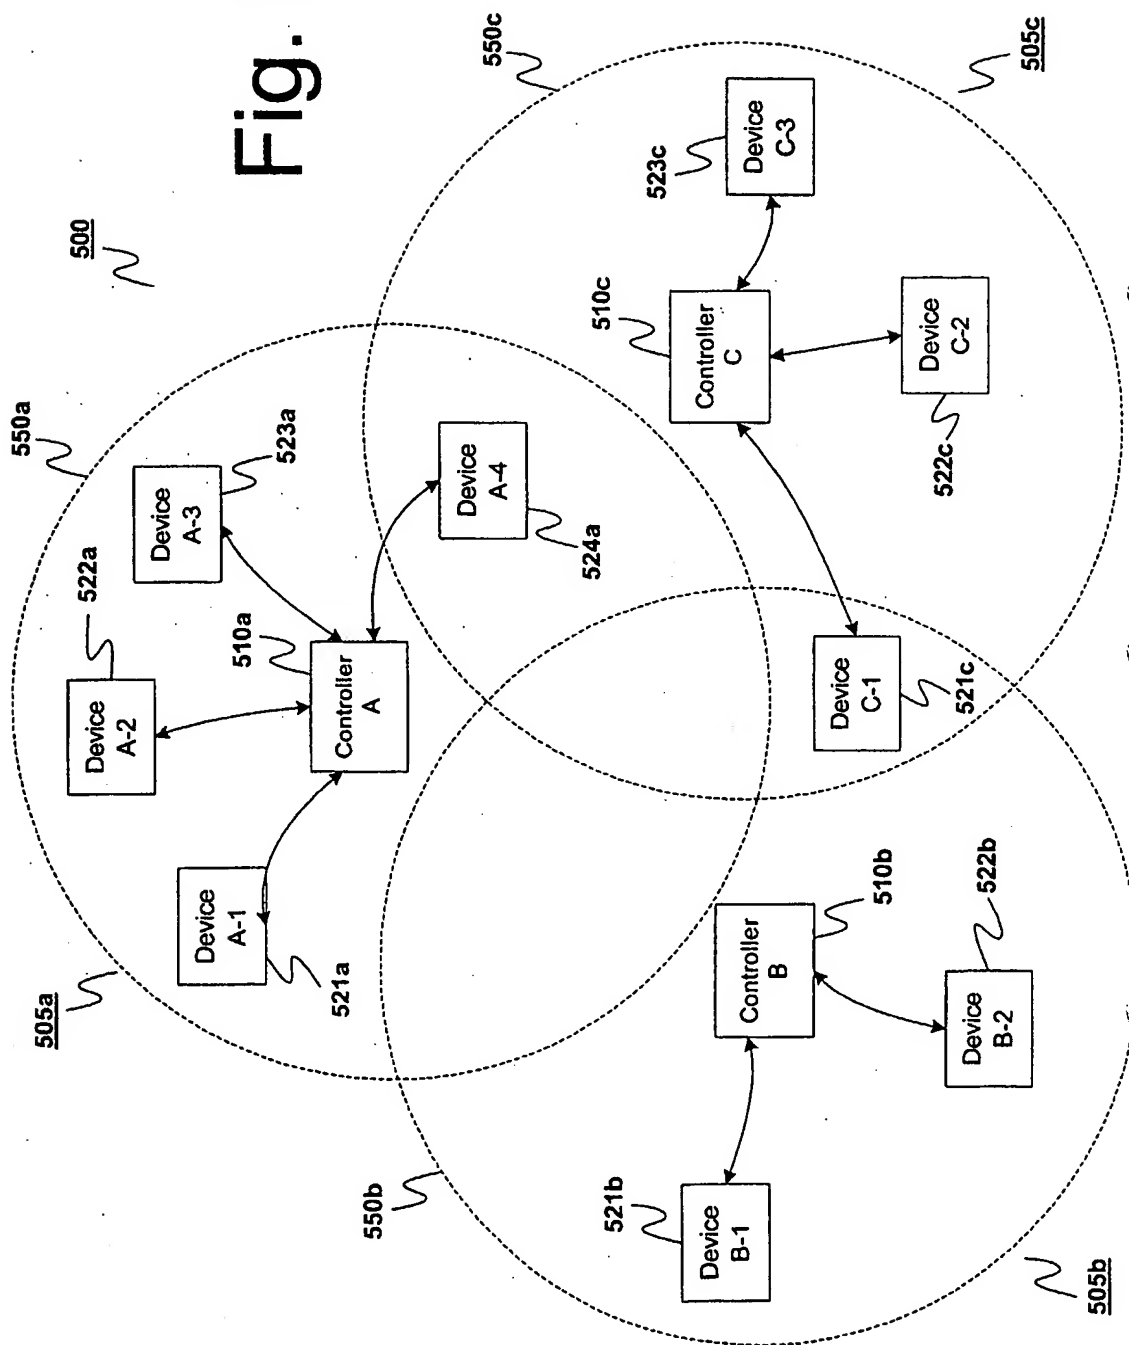 Fig.
500
550a
505a
Device
A-1
521a
Device
A-2
522a
Device
A-3
523a
Controller
A
510a
Device
A-4
524a
550b
505b
Device
B-1
521b
Controller
B
510b
Device
B-2
522b
550c
505c
Controller
C
510c
Device
C-1
521c
Device
C-2
522c
Device
C-3
523c